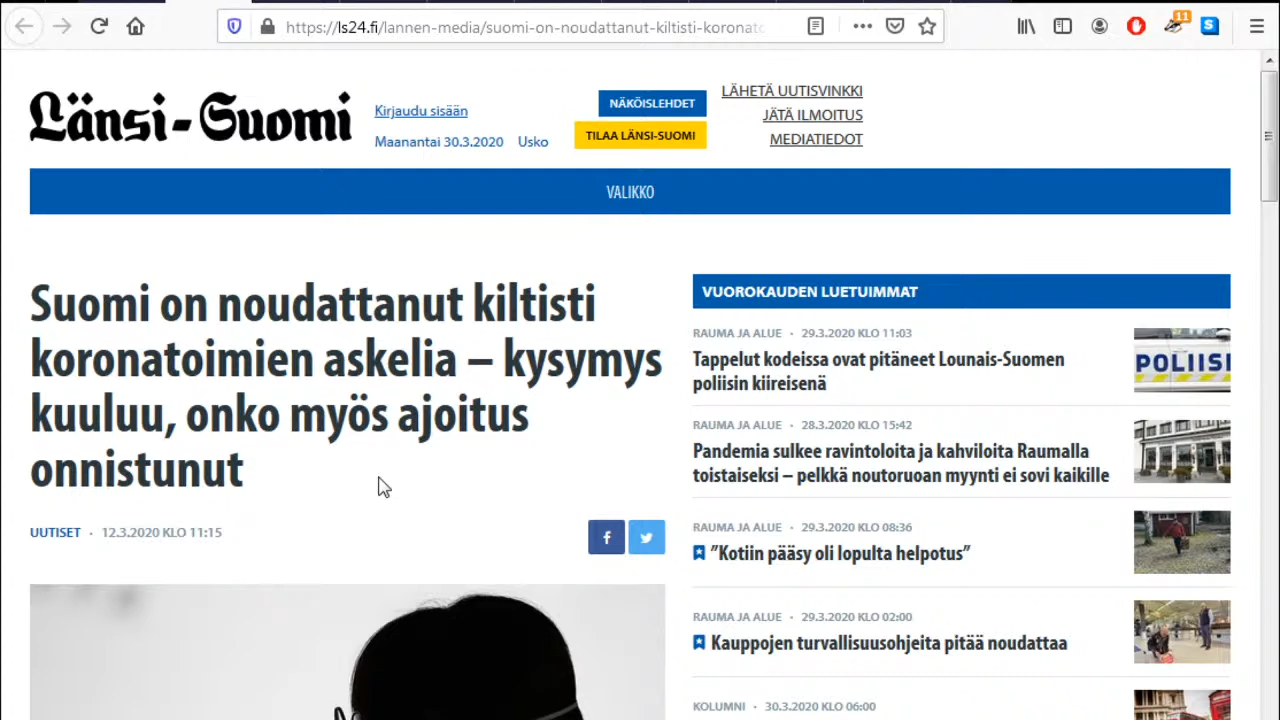 https://ls24.fi/lannen-media/suomi-on-noudattanut-kiltisti-koronato
11
S
Länsi-Suomi
Kirjaudu sisään
Maanantai 30.3.2020 Usko
NÄKÖISLEHDET
TILAA LÄNSI-SUOMI
LÄHETÄ UUTISVINKKI
JÄTÄ ILMOITUS
MEDIATIEDOT
VALIKKO
Suomi on noudattanut kiltisti
koronatoimien askelia – kysymys
kuuluu, onko myös ajoitus
onnistunut
UUTISET · 12.3.2020 KLO 11:15
VUOROKAUDEN LUETUIMMAT
RAUMA JA ALUE · 29.3.2020 KLO 11:03
Tappelut kodeissa ovat pitäneet Lounais-Suomen
poliisin kiireisenä
POLIISI
RAUMA JA ALUE · 28.3.2020 KLO 15:42
Pandemia sulkee ravintoloita ja kahviloita Raumalla
toistaiseksi – pelkkä noutoruoan myynti ei sovi kaikille
RAUMA JA ALUE · 29.3.2020 KLO 08:36
”Kotiin pääsy oli lopulta helpotus”
RAUMA JA ALUE · 29.3.2020 KLO 02:00
Kauppojen turvallisuusohjeita pitää noudattaa
KOLUMNI · 30.3.2020 KLO 06:00